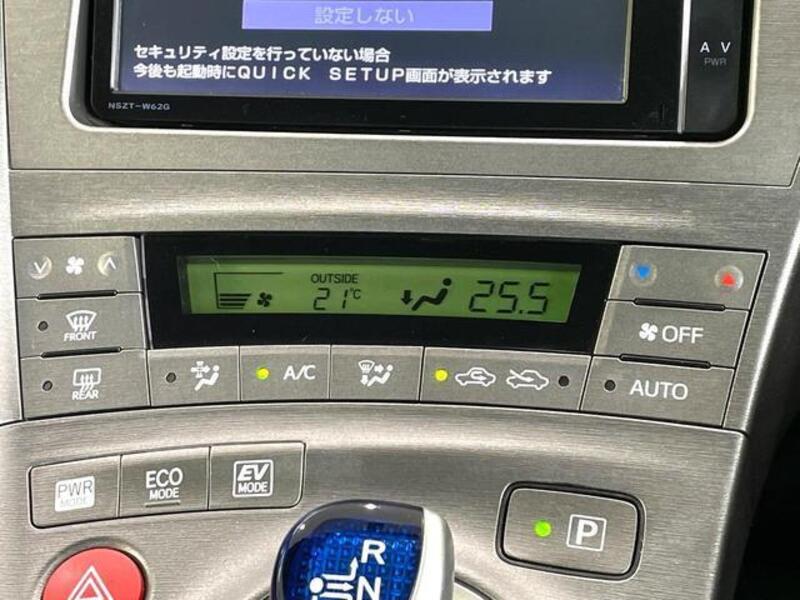 設定しない
セキュリティ設定を行っていない場合
今後も起動時にQUICK SETUP画面が表示されます
NSZT-W62G
A V
PWR
OUTSIDE
21℃
25.5
FRONT
OFF
REAR
A/C
AUTO
PWR
MODE
ECO
MODE
EV
MODE
P
R
N